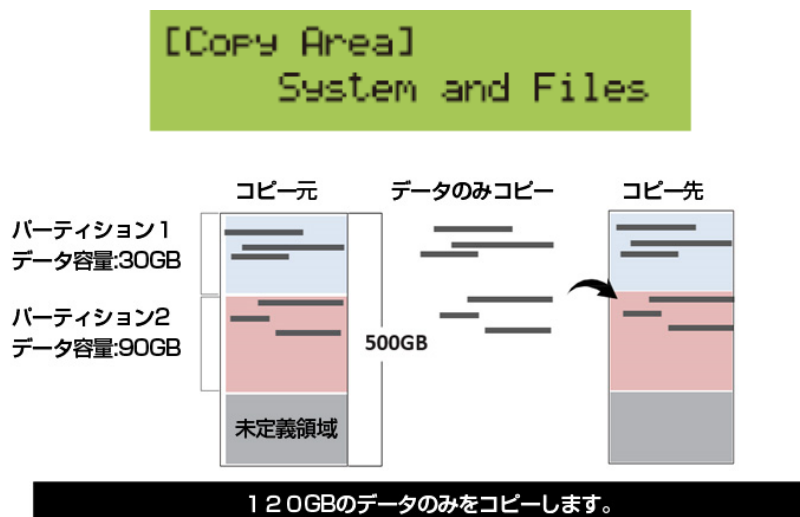 [Copy Area]
System and Files
コピー元
データのみコピー
コピー先
パーティション1
データ容量:30GB
パーティション2
データ容量:90GB
500GB
未定義領域
120GBのデータのみをコピーします。